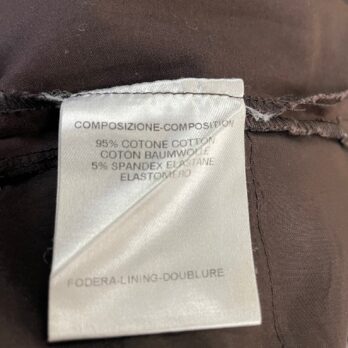 COMPOSIZIONE-COMPOSITION
95% COTONE COTTON
COTON BAUMWOLLE
5% SPANDEX ELASTANE
ELASTOMERO
FODERA-LINING-DOUBLURE